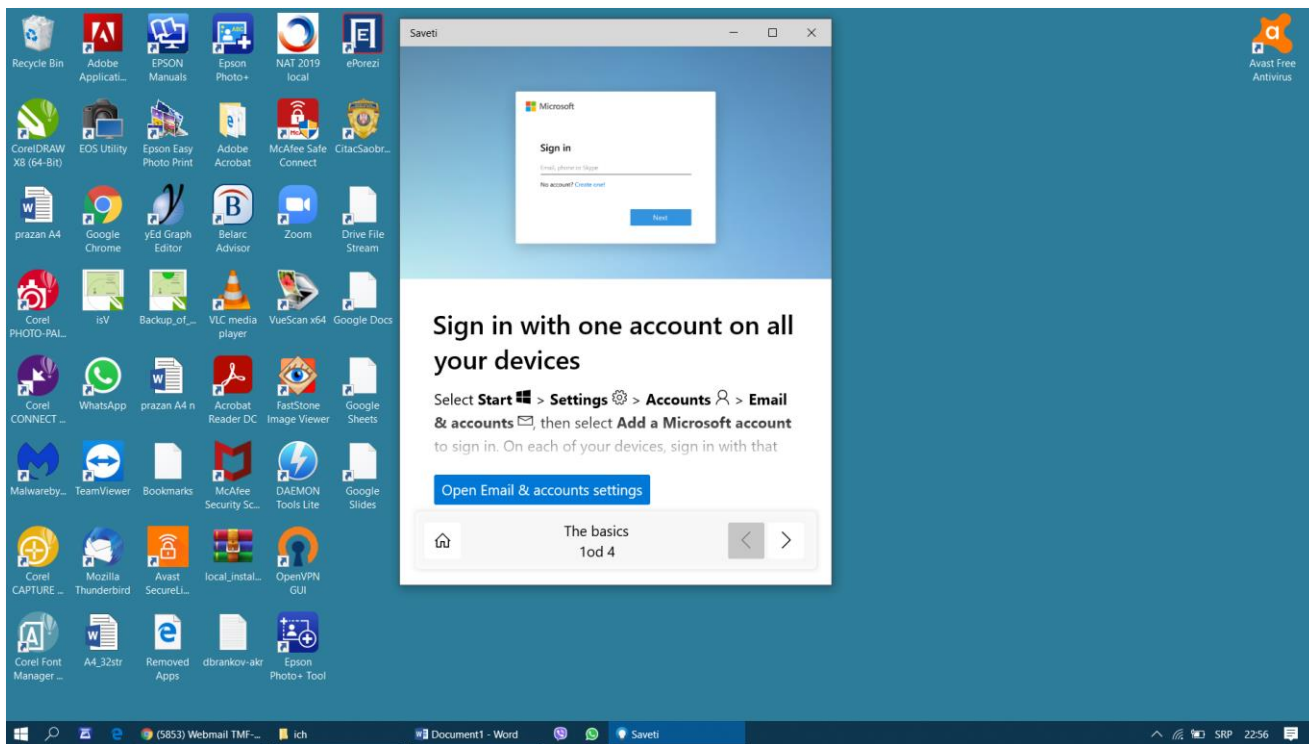 Recycle Bin
Adobe
Applicati...
EPSON
Manuals
Epson
Photo+
NAT 2019
local
ePorezi
CorelDRAW
X8 (64-Bit)
EOS Utility
Epson Easy
Photo Print
Adobe
Acrobat
McAfee Safe
Connect
CitacSaobr...
prazan A4
Google
Chrome
yEd Graph
Editor
Belarc
Advisor
Zoom
Drive File
Stream
Corel
PHOTO-PAI...
isV
Backup_of_...
VLC media
player
VueScan x64
Google Docs
Corel
CONNECT ...
WhatsApp
prazan A4 n
Acrobat
Reader DC
FastStone
Image Viewer
Google
Sheets
Malwareby...
TeamViewer
Bookmarks
McAfee
Security Sc...
DAEMON
Tools Lite
Google
Slides
Corel
CAPTURE ...
Mozilla
Thunderbird
Avast
SecureLi...
local_instal...
OpenVPN
GUI
Corel Font
Manager ...
A4_32str
Removed
Apps
dbrankov-akr
Epson
Photo+ Tool
Saveti
Microsoft
Sign in
Email, phone or Skype
No account? Create one!
Next
Sign in with one account on all
your devices
Select Start > Settings > Accounts > Email
& accounts , then select Add a Microsoft account
to sign in. On each of your devices, sign in with that
Open Email & accounts settings
The basics
1od 4
Avast Free
Antivirus
(5853) Webmail TMF-...
ich
Document1 - Word
Saveti
SRP
22:56